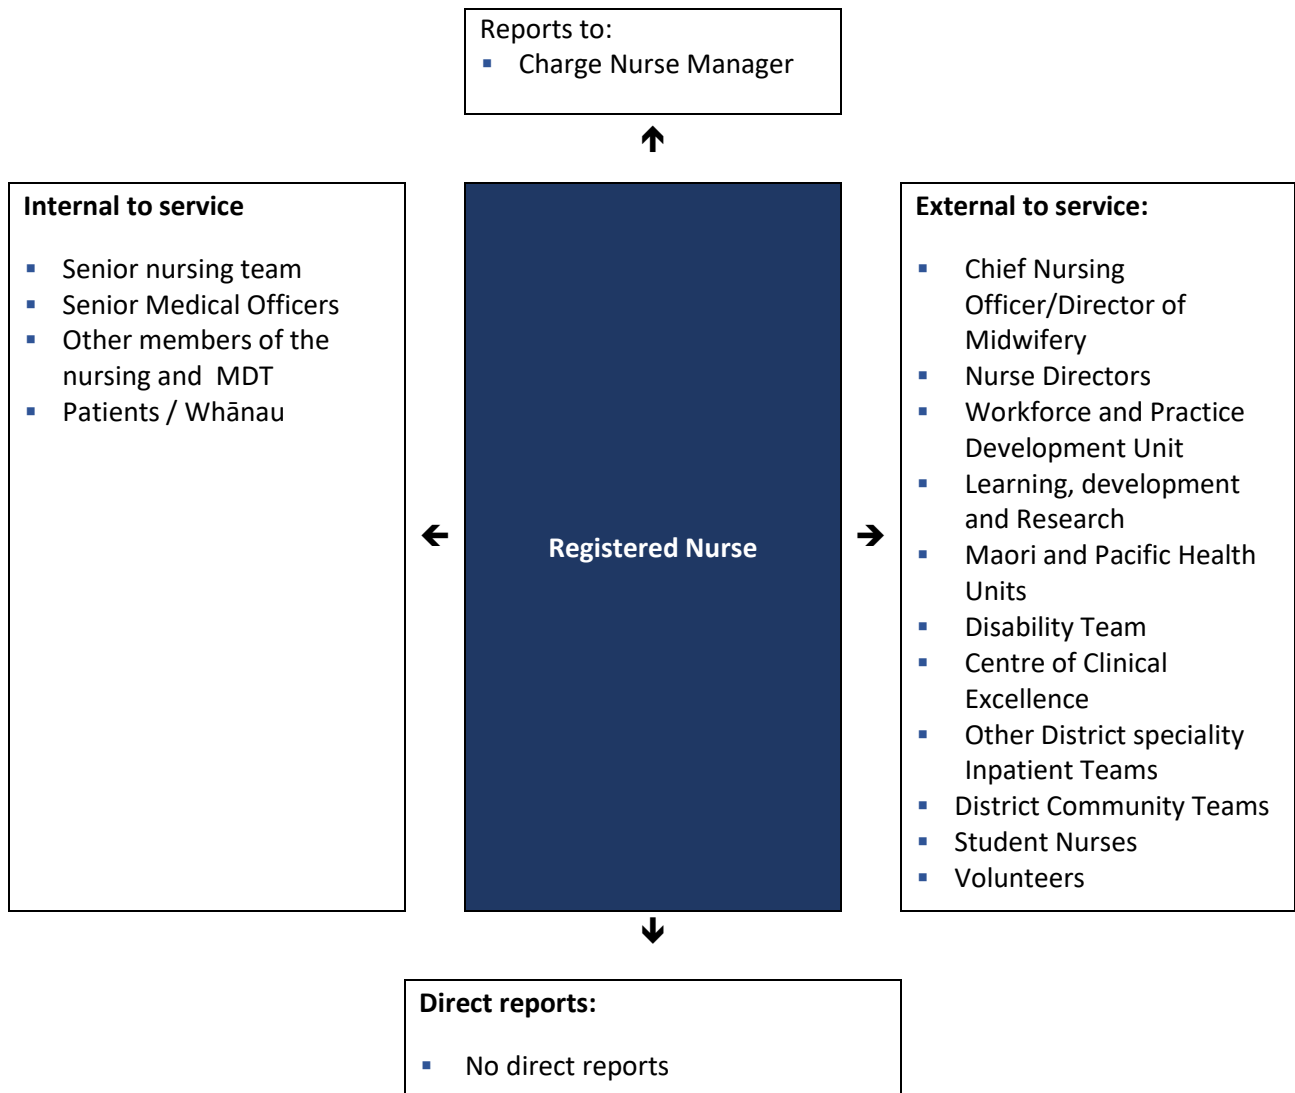 Reports to:
▪ Charge Nurse Manager
Internal to service
▪ Senior nursing team
▪ Senior Medical Officers
▪ Other members of the
nursing and  MDT
▪ Patients / Whānau
Registered Nurse
External to service:
▪ Chief Nursing
Officer/Director of
Midwifery
▪ Nurse Directors
▪ Workforce and Practice
Development Unit
▪ Learning, development
and Research
▪ Maori and Pacific Health
Units
▪ Disability Team
▪ Centre of Clinical
Excellence
▪ Other District speciality
Inpatient Teams
▪ District Community Teams
▪ Student Nurses
▪ Volunteers
Direct reports:
▪ No direct reports